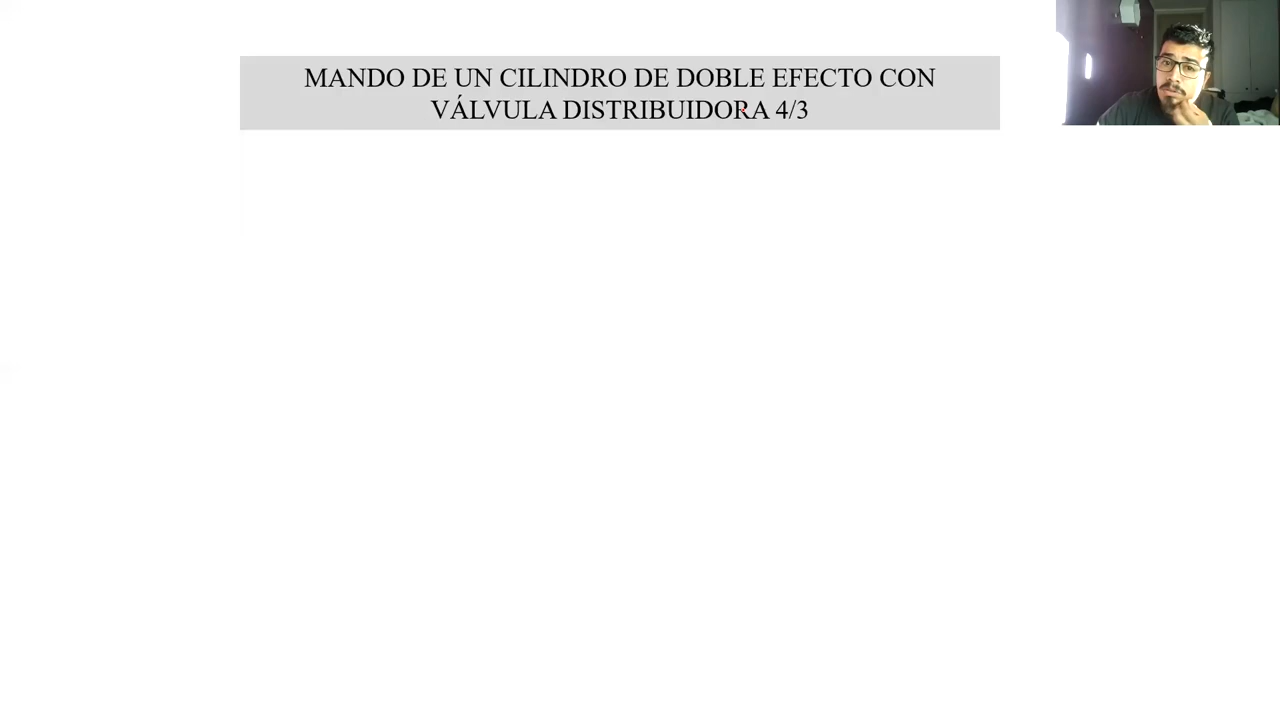 MANDO DE UN CILINDRO DE DOBLE EFECTO CON
VÁLVULA DISTRIBUIDORA 4/3